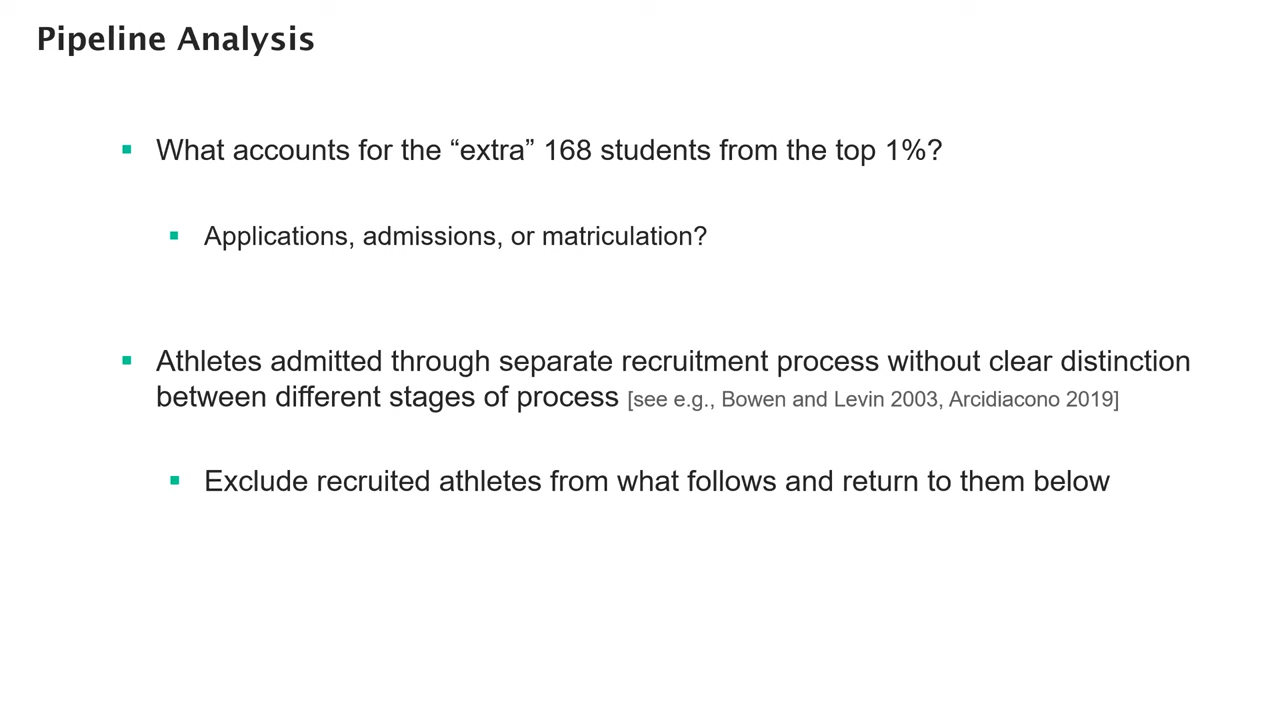 Pipeline Analysis
What accounts for the “extra” 168 students from the top 1%?
Applications, admissions, or matriculation?
Athletes admitted through separate recruitment process without clear distinction
between different stages of process [see e.g., Bowen and Levin 2003, Arcidiacono 2019]
Exclude recruited athletes from what follows and return to them below